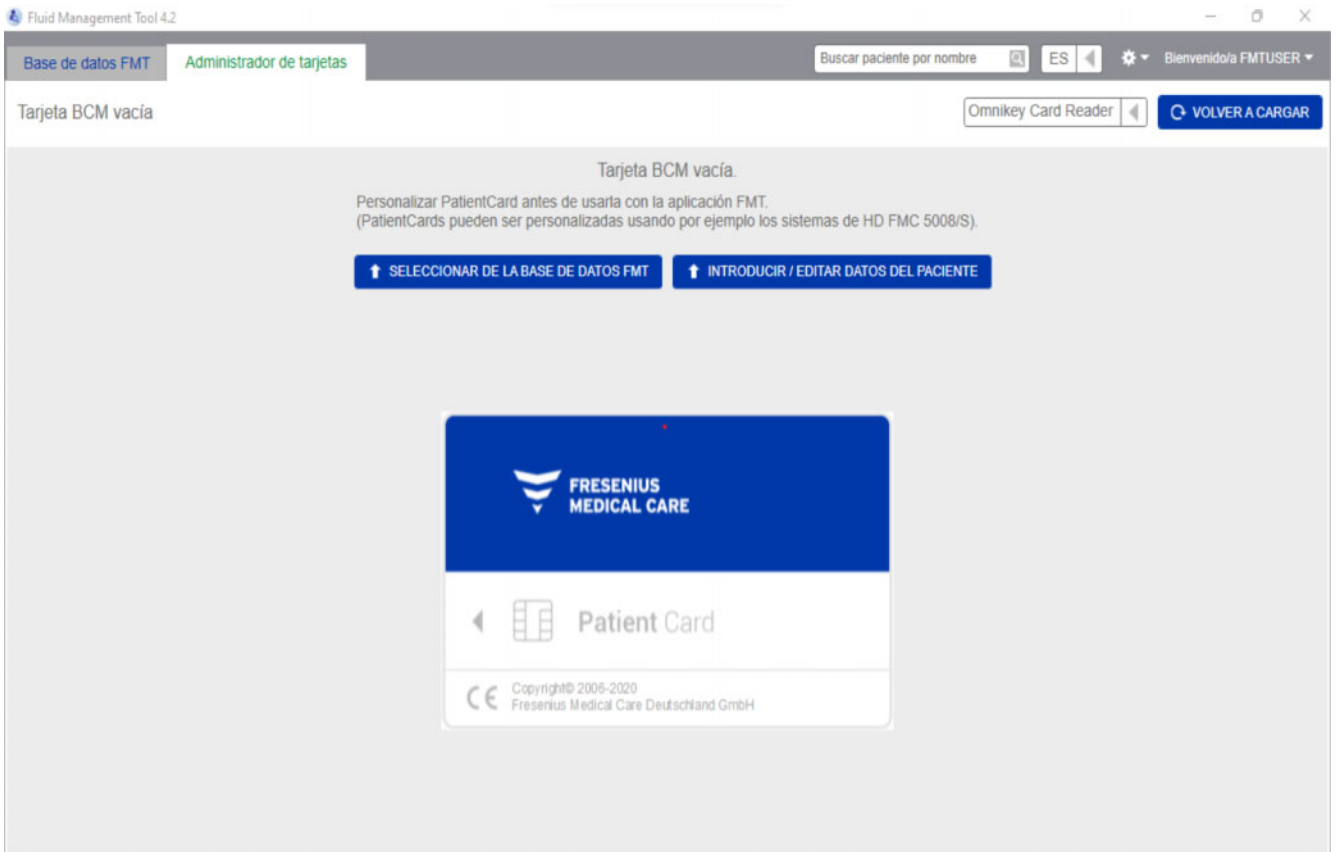 Fluid Management Tool 4.2
Base de datos FMT
Administrador de tarjetas
Buscar paciente por nombre
ES
Bienvenido/a FMTUSER
Tarjeta BCM vacía
Omnikey Card Reader
VOLVER A CARGAR
Tarjeta BCM vacía.
Personalizar PatientCard antes de usarla con la aplicación FMT.
(PatientCards pueden ser personalizadas usando por ejemplo los sistemas de HD FMC 5008/S).
SELECCIONAR DE LA BASE DE DATOS FMT
INTRODUCIR / EDITAR DATOS DEL PACIENTE
FRESENIUS
MEDICAL CARE
Patient Card
CE
Copyright© 2006-2020
Fresenius Medical Care Deutschland GmbH